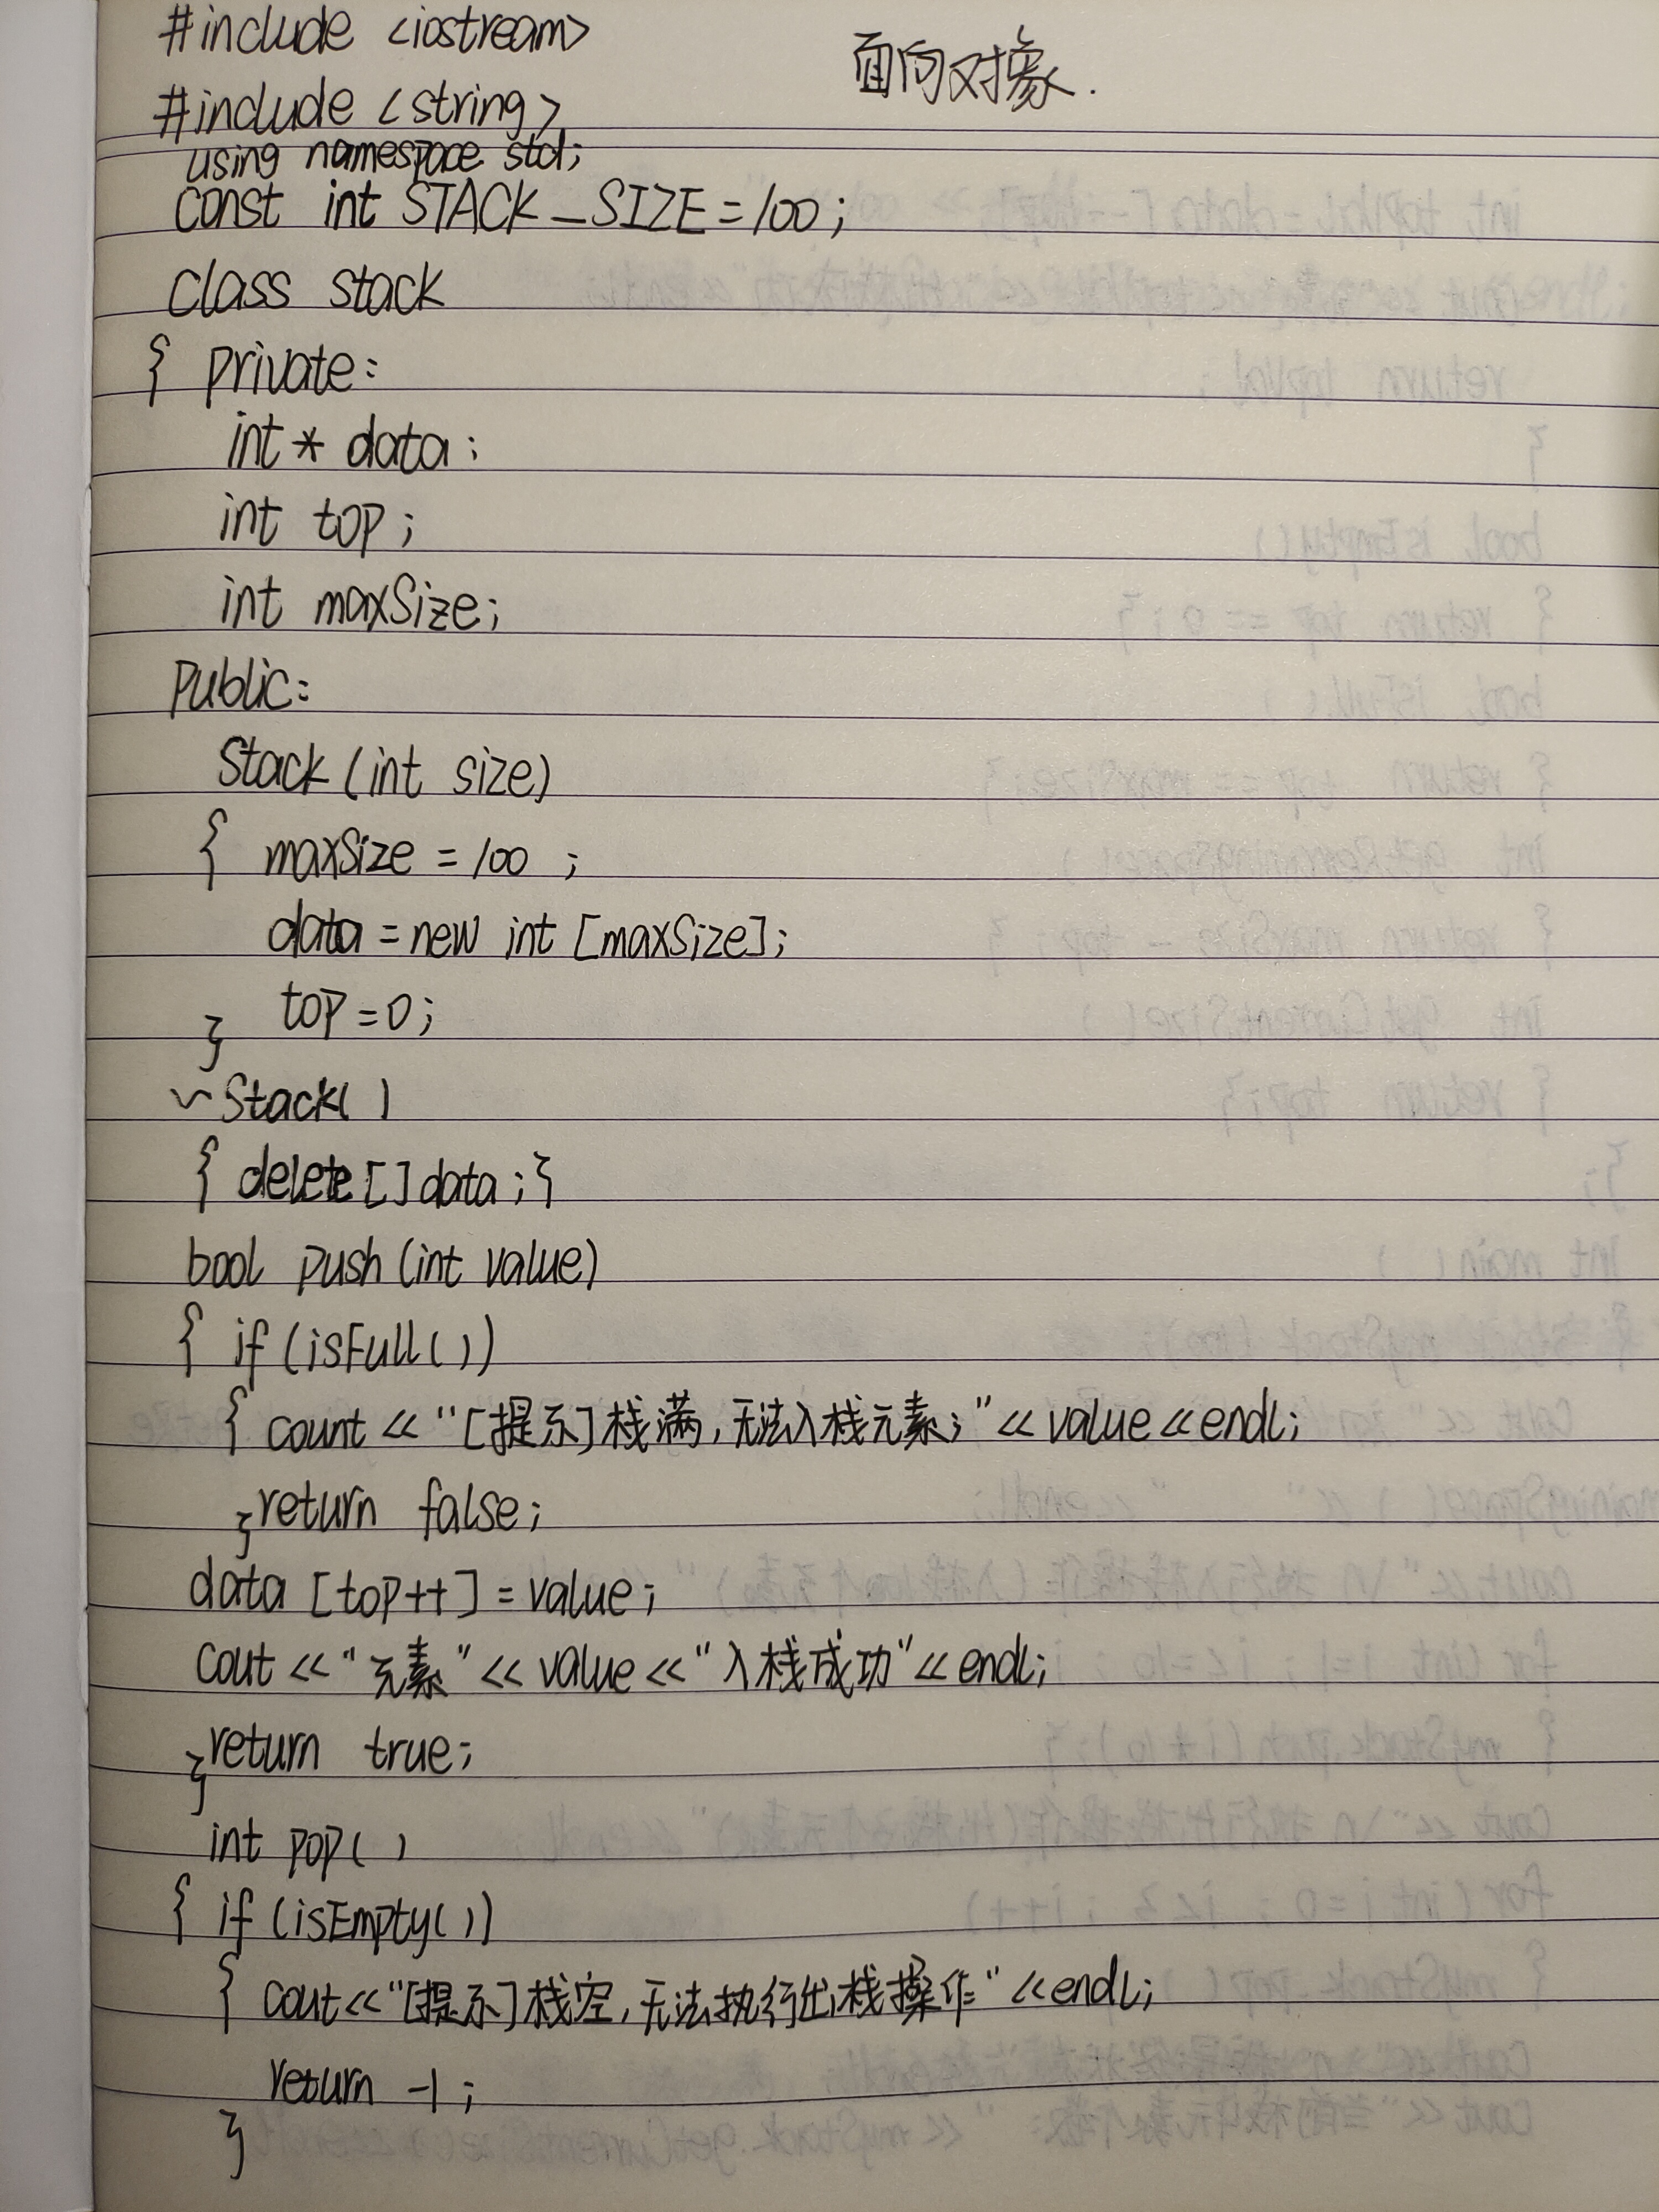 #include <iostream>
面向对象.
#include <string>
using namespace std;
const int STACK_SIZE=100;
class stack
{ private:
int* data;
int top;
int maxSize;
public:
Stack(int size)
{ maxSize=100;
data=new int [maxSize];
} top=0;
~Stack()
{ delete[]data;}
bool push(int value)
{ if(isFull())
{ count<<"[提示]栈满,无法入栈元素;"<<value<<endl;
}return false;
data [top++]=value;
cout<<"元素"<<value<<"入栈成功"<<endl;
}return true;
int pop()
{ if(isEmpty())
{ cout<<"[提示]栈空,无法执行出栈操作"<<endl;
return -1;
}